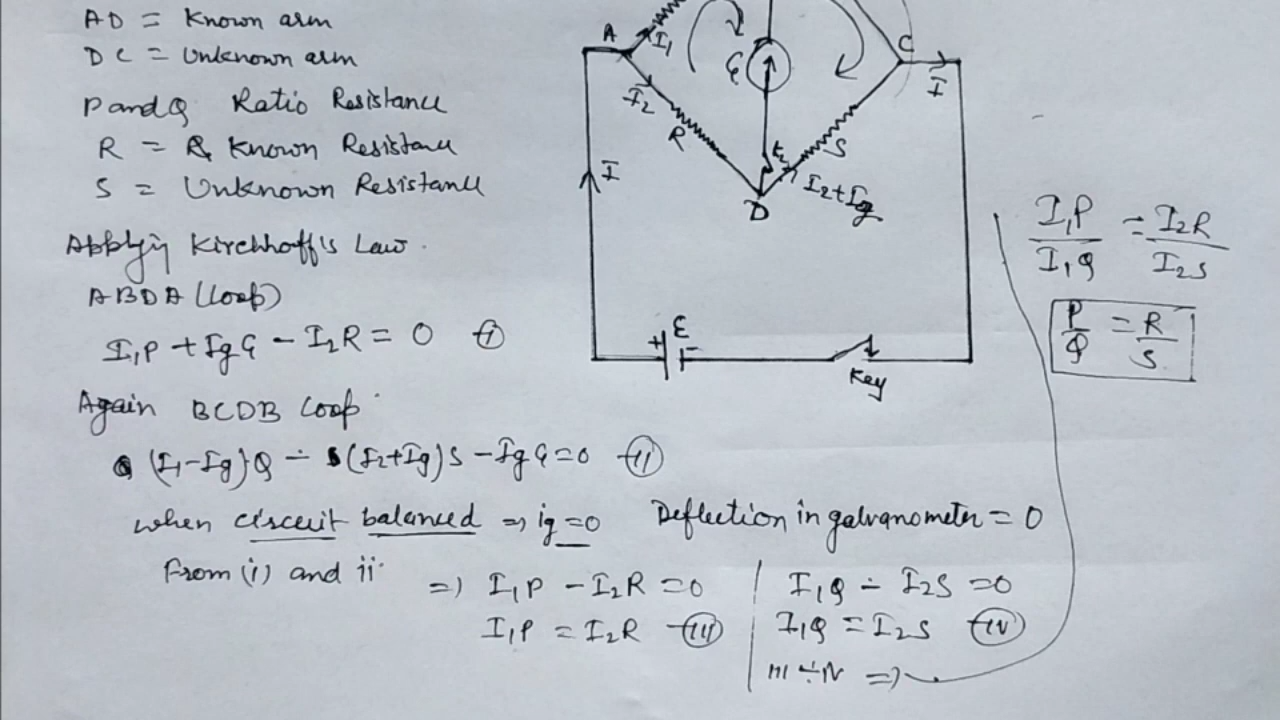 AD = Known arm
DC = Unknown arm
P and Q Ratio Resistance
R = Known Resistance
S = Unknown Resistance
Applyin Kirchhoff's Law.
ABDA (loop)
I₁P + IgG - I₂R = 0 (i)
Again BCDB loop
(I₁-Ig)Q - (I₂+Ig)S - IgG = 0 (ii)
when circuit balanced ⇒ ig = 0 Deflection in galvanometer = 0
From (i) and ii
⇒ I₁P - I₂R = 0
I₁P = I₂R (iii)
I₁Q - I₂S = 0
I₁Q = I₂S (iv)
iii ÷ iv ⇒
I₁P/I₁Q = I₂R/I₂S
P/Q = R/S
A
I₁
G
C
I
I₂
R
S
K₂
I₂+Ig
D
I
E
+ -
Key